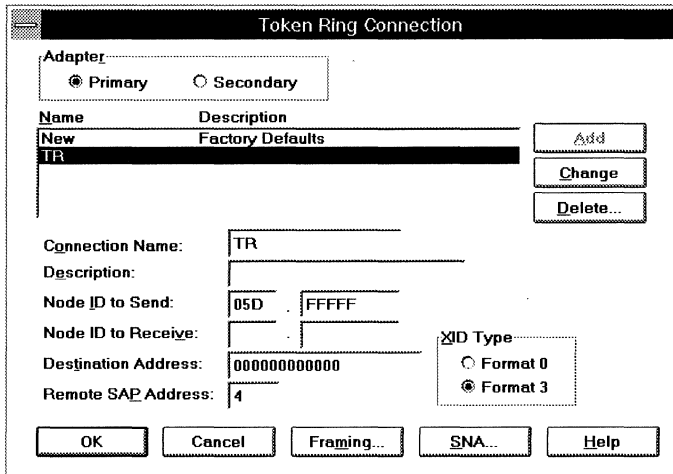 Token Ring Connection
Adapter
Primary Secondary
Name Description
New Factory Defaults
TR
Add
Change
Delete...
Connection Name: TR
Description:
Node ID to Send: 05D . FFFFF
Node ID to Receive: .
Destination Address: 000000000000
Remote SAP Address: 4
XID Type
Format 0
Format 3
OK Cancel Framing... SNA... Help